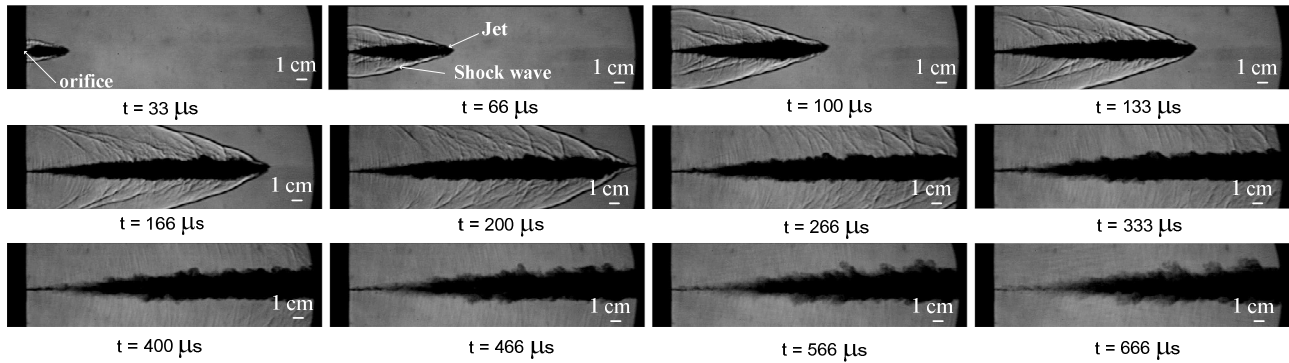 1 cm
orifice
t = 33 μs
Jet
Shock wave
1 cm
t = 66 μs
1 cm
t = 100 μs
1 cm
t = 133 μs
1 cm
t = 166 μs
1 cm
t = 200 μs
1 cm
t = 266 μs
1 cm
t = 333 μs
1 cm
t = 400 μs
1 cm
t = 466 μs
1 cm
t = 566 μs
1 cm
t = 666 μs